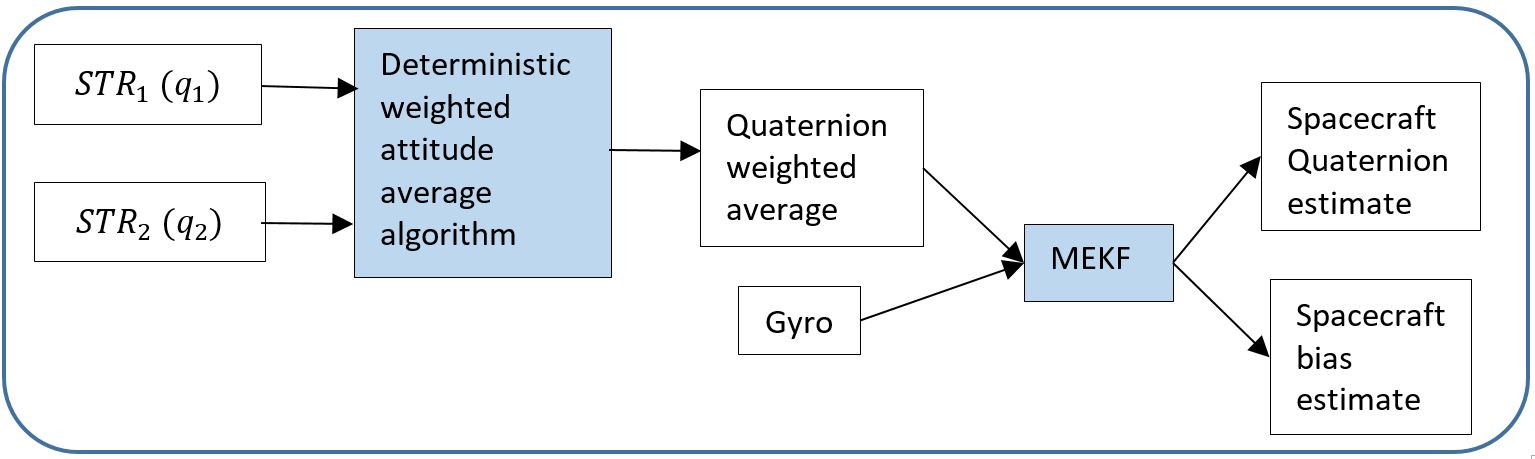 STR₁ (q₁)
STR₂ (q₂)
Deterministic
weighted
attitude
average
algorithm
Quaternion
weighted
average
Gyro
MEKF
Spacecraft
Quaternion
estimate
Spacecraft
bias
estimate